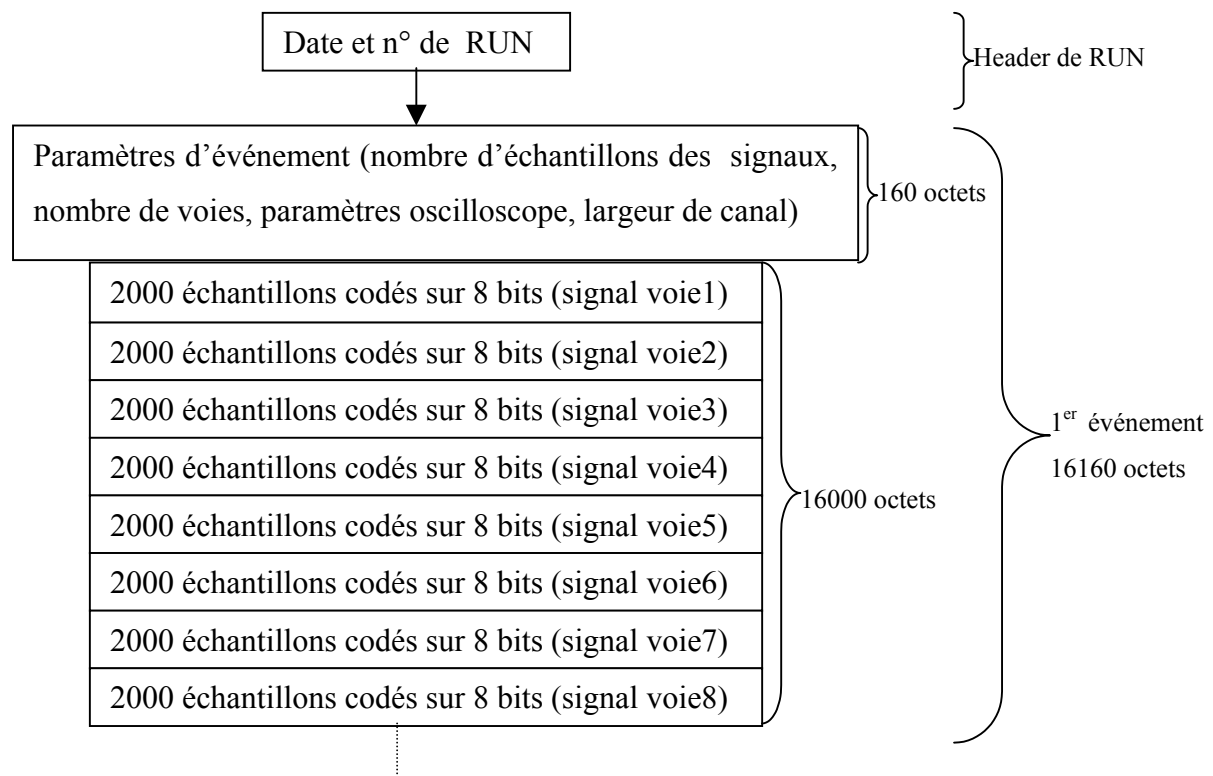 Date et n° de RUN
Header de RUN
Paramètres d’événement (nombre d’échantillons des signaux,
nombre de voies, paramètres oscilloscope, largeur de canal)
160 octets
2000 échantillons codés sur 8 bits (signal voie1)
2000 échantillons codés sur 8 bits (signal voie2)
2000 échantillons codés sur 8 bits (signal voie3)
2000 échantillons codés sur 8 bits (signal voie4)
2000 échantillons codés sur 8 bits (signal voie5)
2000 échantillons codés sur 8 bits (signal voie6)
2000 échantillons codés sur 8 bits (signal voie7)
2000 échantillons codés sur 8 bits (signal voie8)
16000 octets
1er événement
16160 octets